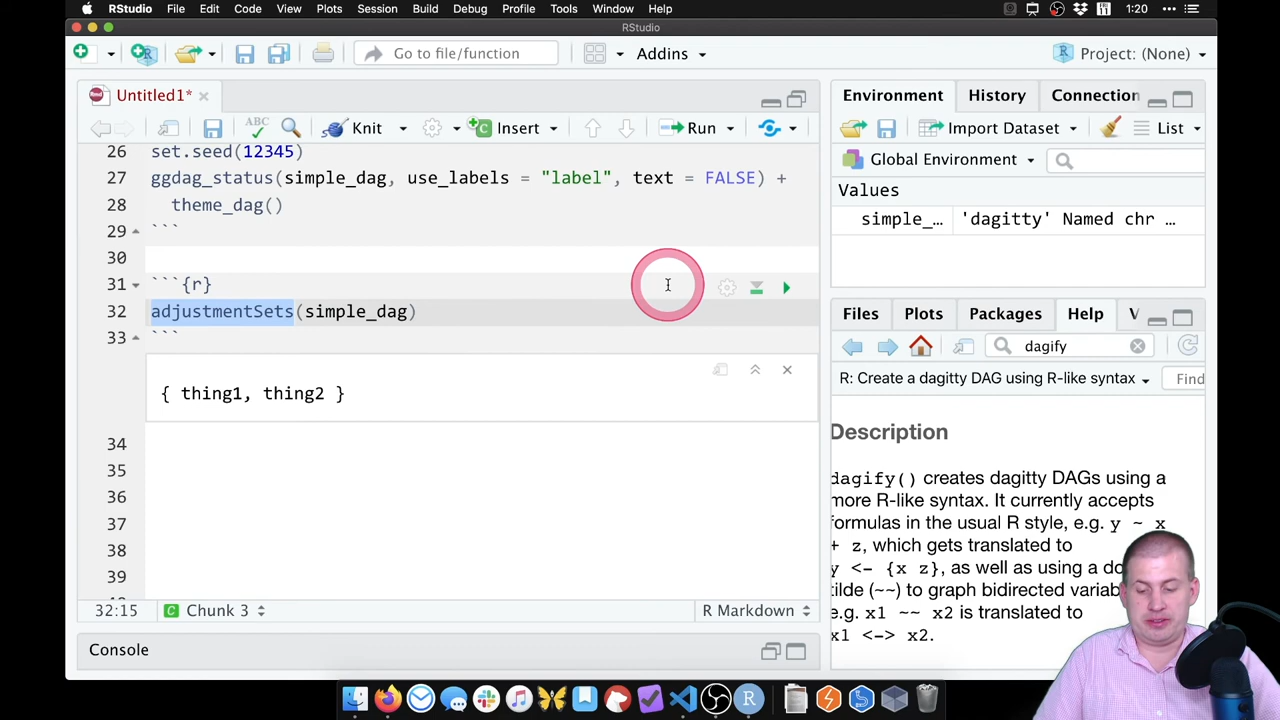 RStudio File Edit Code View Plots Session Build Debug Profile Tools Window Help 1:20
RStudio
Go to file/function Addins Project: (None)
Untitled1*
ABC Knit Insert Run
26 set.seed(12345)
27 ggdag_status(simple_dag, use_labels = "label", text = FALSE) +
28 theme_dag()
29 ```
30
31 ```{r}
32 adjustmentSets(simple_dag)
33 ```
{ thing1, thing2 }
34
35
36
37
38
39
32:15 Chunk 3 R Markdown
Console
Environment History Connection
Import Dataset List
Global Environment
Values
simple_… 'dagitty' Named chr …
Files Plots Packages Help V
dagify
R: Create a dagitty DAG using R-like syntax Find
Description
dagify() creates dagitty DAGs using a
more R-like syntax. It currently accepts
formulas in the usual R style, e.g. y ~ x
+ z, which gets translated to
y <- {x z}, as well as using a do
tilde (~~) to graph bidirected variab
e.g. x1 ~~ x2 is translated to
x1 <-> x2.